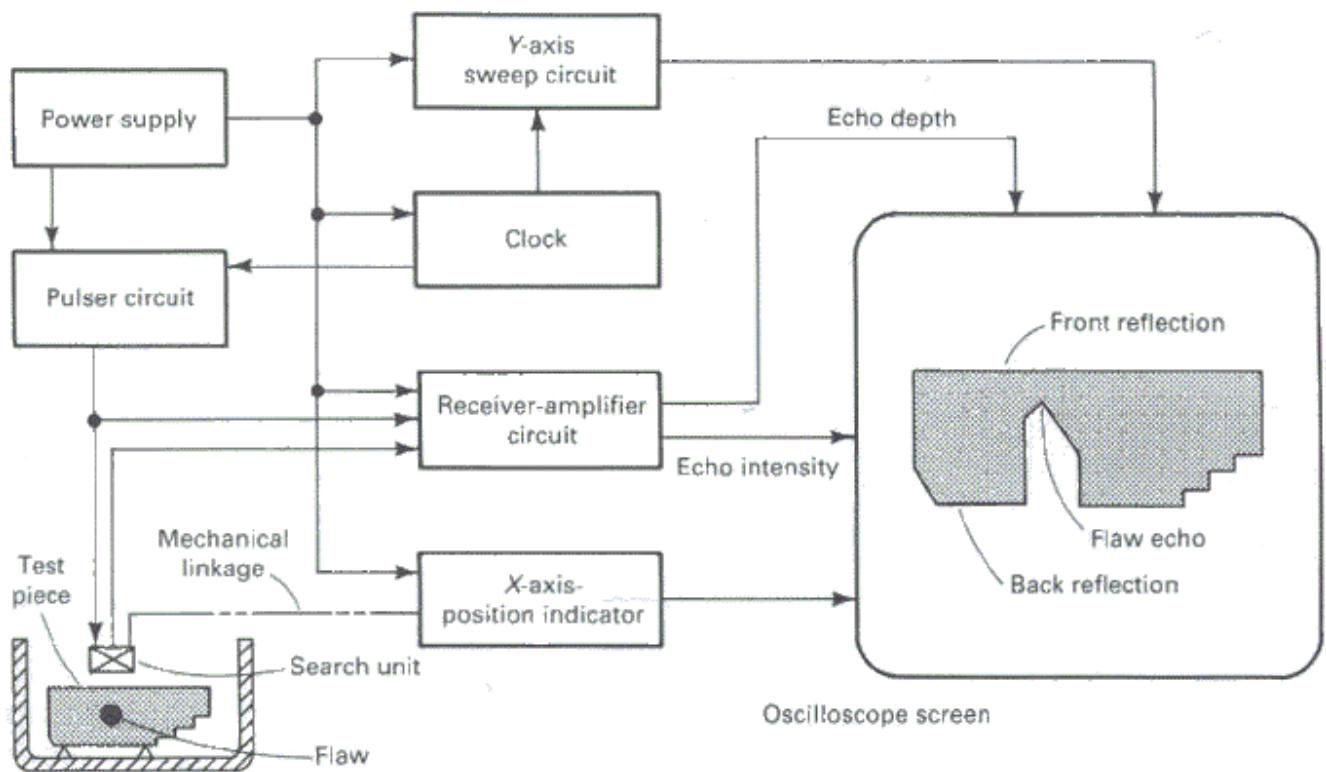 Y-axis
sweep circuit
Power supply
Echo depth
Clock
Pulser circuit
Front reflection
Receiver-amplifier
circuit
Echo intensity
Flaw echo
Back reflection
Mechanical
linkage
Test
piece
X-axis-
position indicator
Search unit
Oscilloscope screen
Flaw